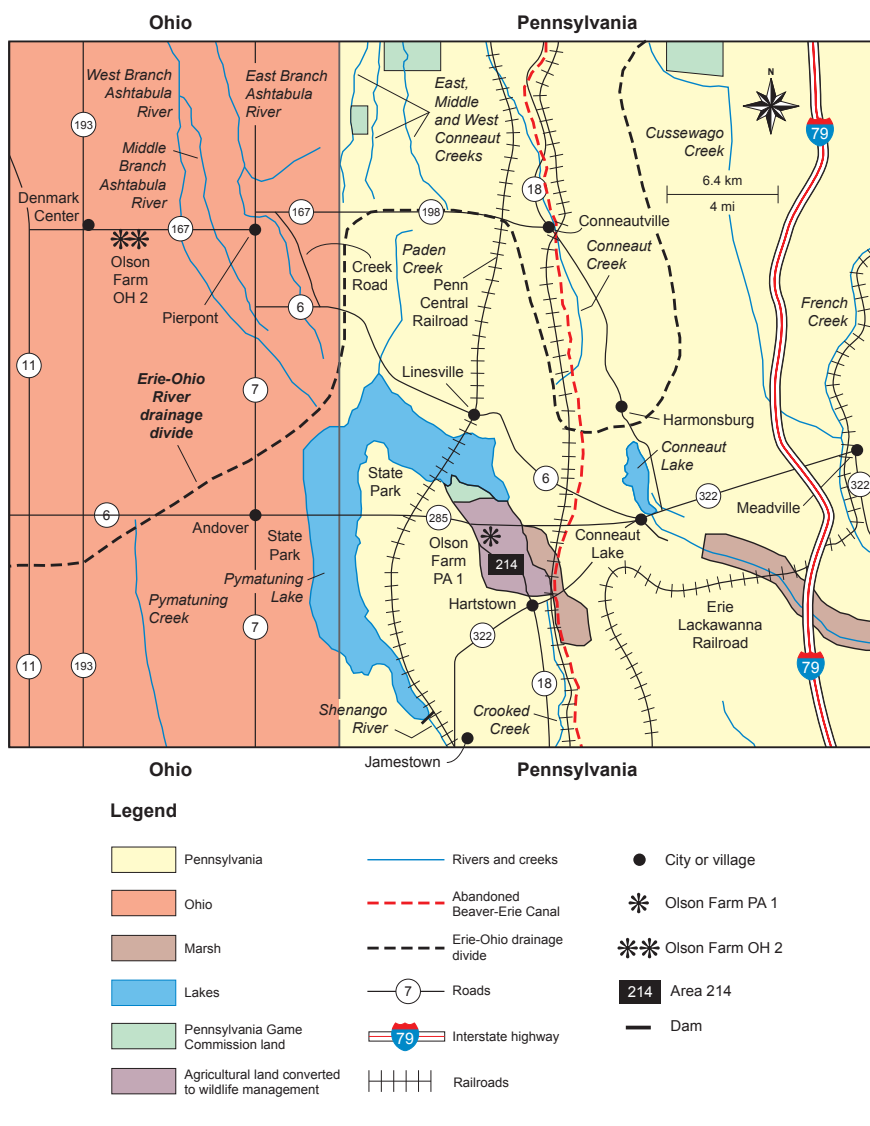 Ohio
Pennsylvania
West Branch
Ashtabula
River
East Branch
Ashtabula
River
East,
Middle
and West
Conneaut
Creeks
N
193
79
Middle
Branch
Ashtabula
River
Cussewago
Creek
Denmark
Center
18
6.4 km
4 mi
167
198
167
Conneautville
Olson
Farm
OH 2
Creek
Road
Paden
Creek
Conneaut
Creek
Penn
Central
Railroad
Pierpont
6
French
Creek
11
Linesville
Erie-Ohio
River
drainage
divide
7
Harmonsburg
Conneaut
Lake
State
Park
6
322
322
Meadville
6
Andover
285
State
Park
Olson
Farm
PA 1
Conneaut
Lake
214
Pymatuning
Lake
Pymatuning
Creek
Hartstown
Erie
Lackawanna
Railroad
7
322
11
193
79
18
Shenango
River
Crooked
Creek
Jamestown
Ohio
Pennsylvania
Legend
Pennsylvania
Rivers and creeks
City or village
Ohio
Abandoned
Beaver-Erie Canal
Olson Farm PA 1
Marsh
Erie-Ohio drainage
divide
Olson Farm OH 2
Lakes
7
Roads
214
Area 214
Pennsylvania Game
Commission land
79
Interstate highway
Dam
Agricultural land converted
to wildlife management
Railroads